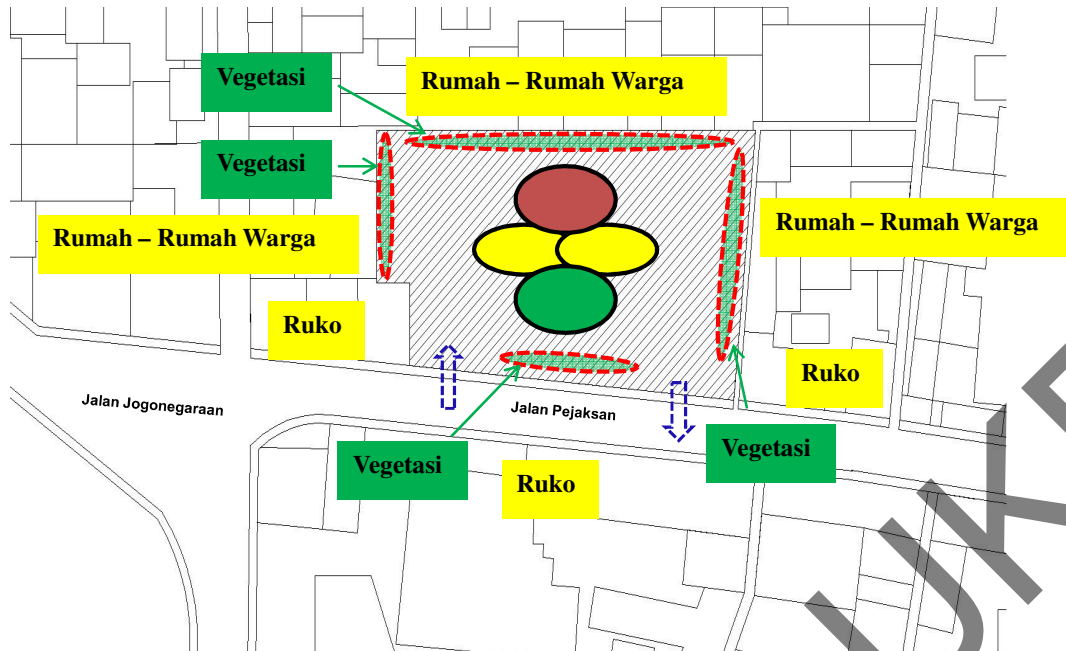 Vegetasi
Rumah – Rumah Warga
Vegetasi
Rumah – Rumah Warga
Rumah – Rumah Warga
Ruko
Ruko
Jalan Jogonegaraan
Jalan Pejaksan
Vegetasi
Vegetasi
Ruko